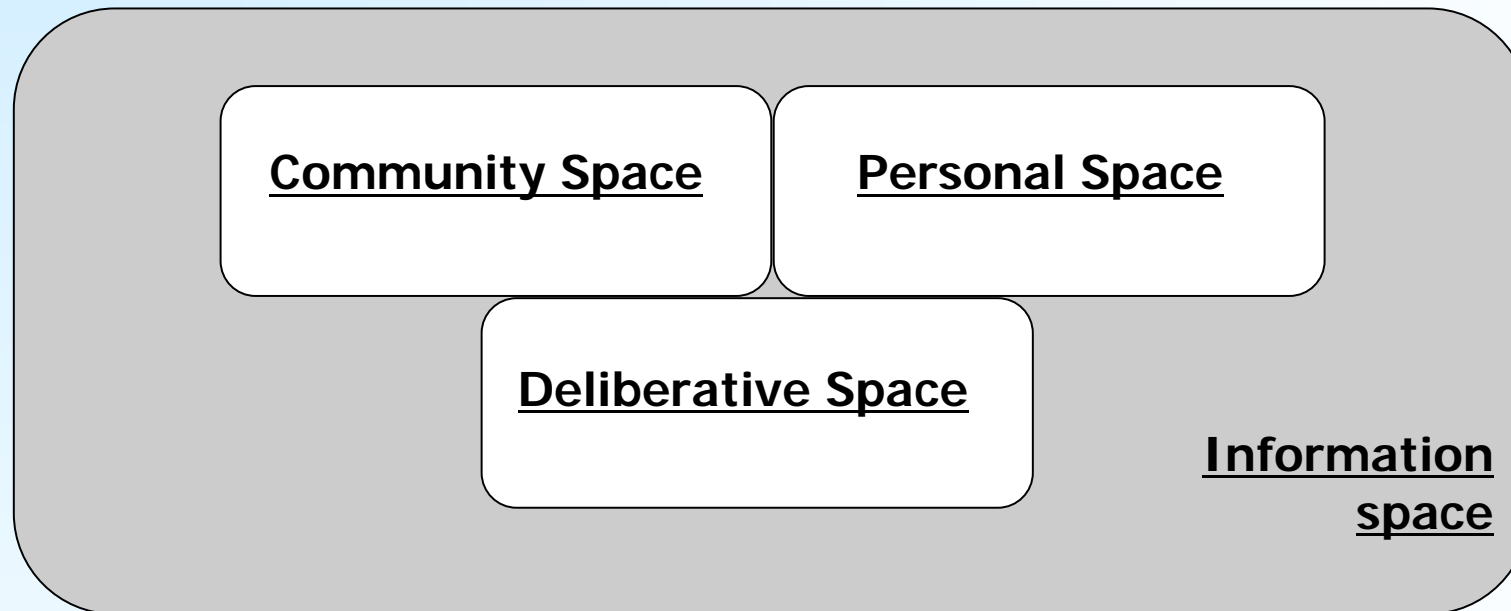 Community Space
Personal Space
Deliberative Space
Information
space